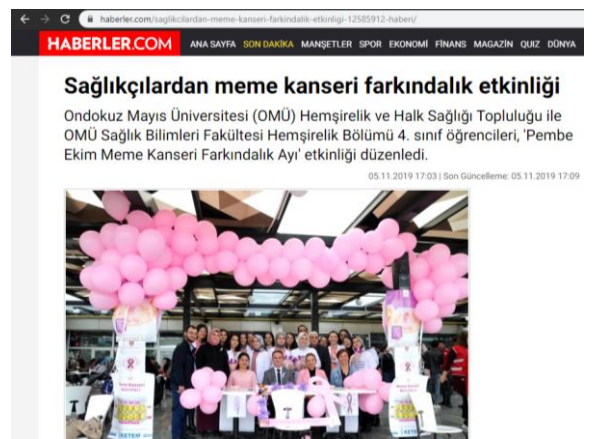 haberler.com/saglikcilardan-meme-kanseri-farkindalik-etkinligi-12585912-haberi/
HABERLER.COM ANA SAYFA SON DAKİKA MANŞETLER SPOR EKONOMİ FİNANS MAGAZİN QUIZ DÜNYA
Sağlıkçılardan meme kanseri farkındalık etkinliği
Ondokuz Mayıs Üniversitesi (OMÜ) Hemşirelik ve Halk Sağlığı Topluluğu ile
OMÜ Sağlık Bilimleri Fakültesi Hemşirelik Bölümü 4. sınıf öğrencileri, 'Pembe
Ekim Meme Kanseri Farkındalık Ayı' etkinliği düzenledi.
05.11.2019 17:03 | Son Güncelleme: 05.11.2019 17:09
KETEM